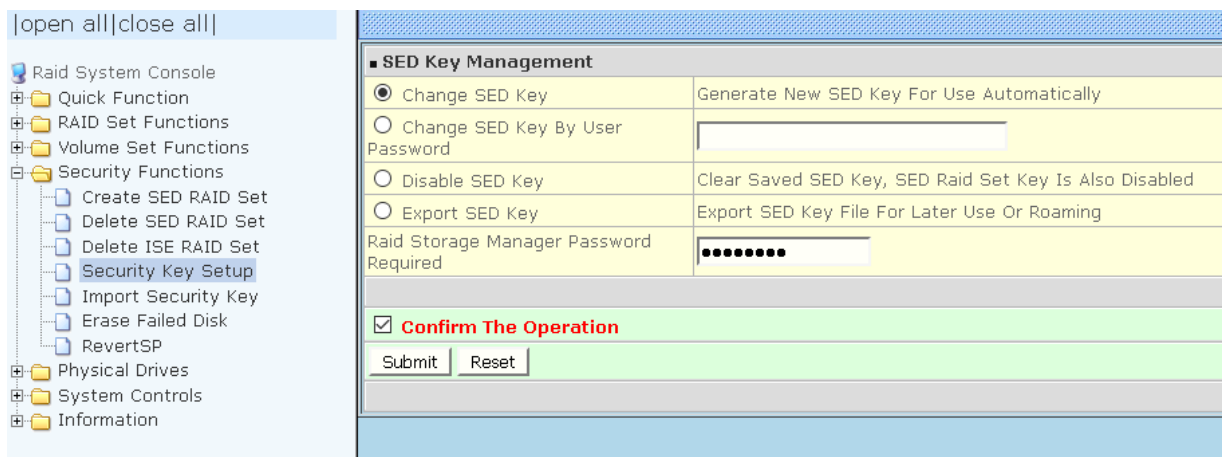 |open all|close all|
Raid System Console
Quick Function
RAID Set Functions
Volume Set Functions
Security Functions
Create SED RAID Set
Delete SED RAID Set
Delete ISE RAID Set
Security Key Setup
Import Security Key
Erase Failed Disk
RevertSP
Physical Drives
System Controls
Information
SED Key Management
Change SED Key
Generate New SED Key For Use Automatically
Change SED Key By User
Password
Disable SED Key
Clear Saved SED Key, SED Raid Set Key Is Also Disabled
Export SED Key
Export SED Key File For Later Use Or Roaming
Raid Storage Manager Password
Required
••••••••
Confirm The Operation
Submit
Reset